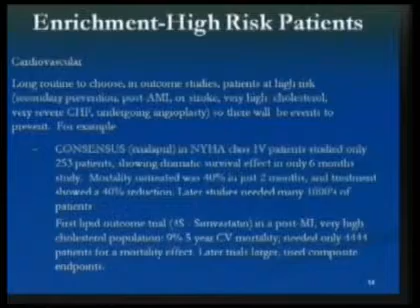 Enrichment-High Risk Patients
Cardiovascular
Long routine to choose, in outcome studies, patients at high risk
(secondary prevention, post AMI, or stroke, very high cholesterol,
very severe CHF, undergoing angioplasty) so there will be events to
prevent. For example
– CONSENSUS (enalapril) in NYHA class IV patients studied only
253 patients, showing dramatic survival effect in only 6 months
study. Mortality untreated was 40% in just 2 months, and treatment
showed a 40% reduction. Later studies needed many 1000's of
patients
First lipid outcome trial (4S - Simvastatin) in a post-MI, very high
cholesterol population: 9% 5 year CV mortality; needed only 4444
patients for a mortality effect. Later trials larger, used composite
endpoints.